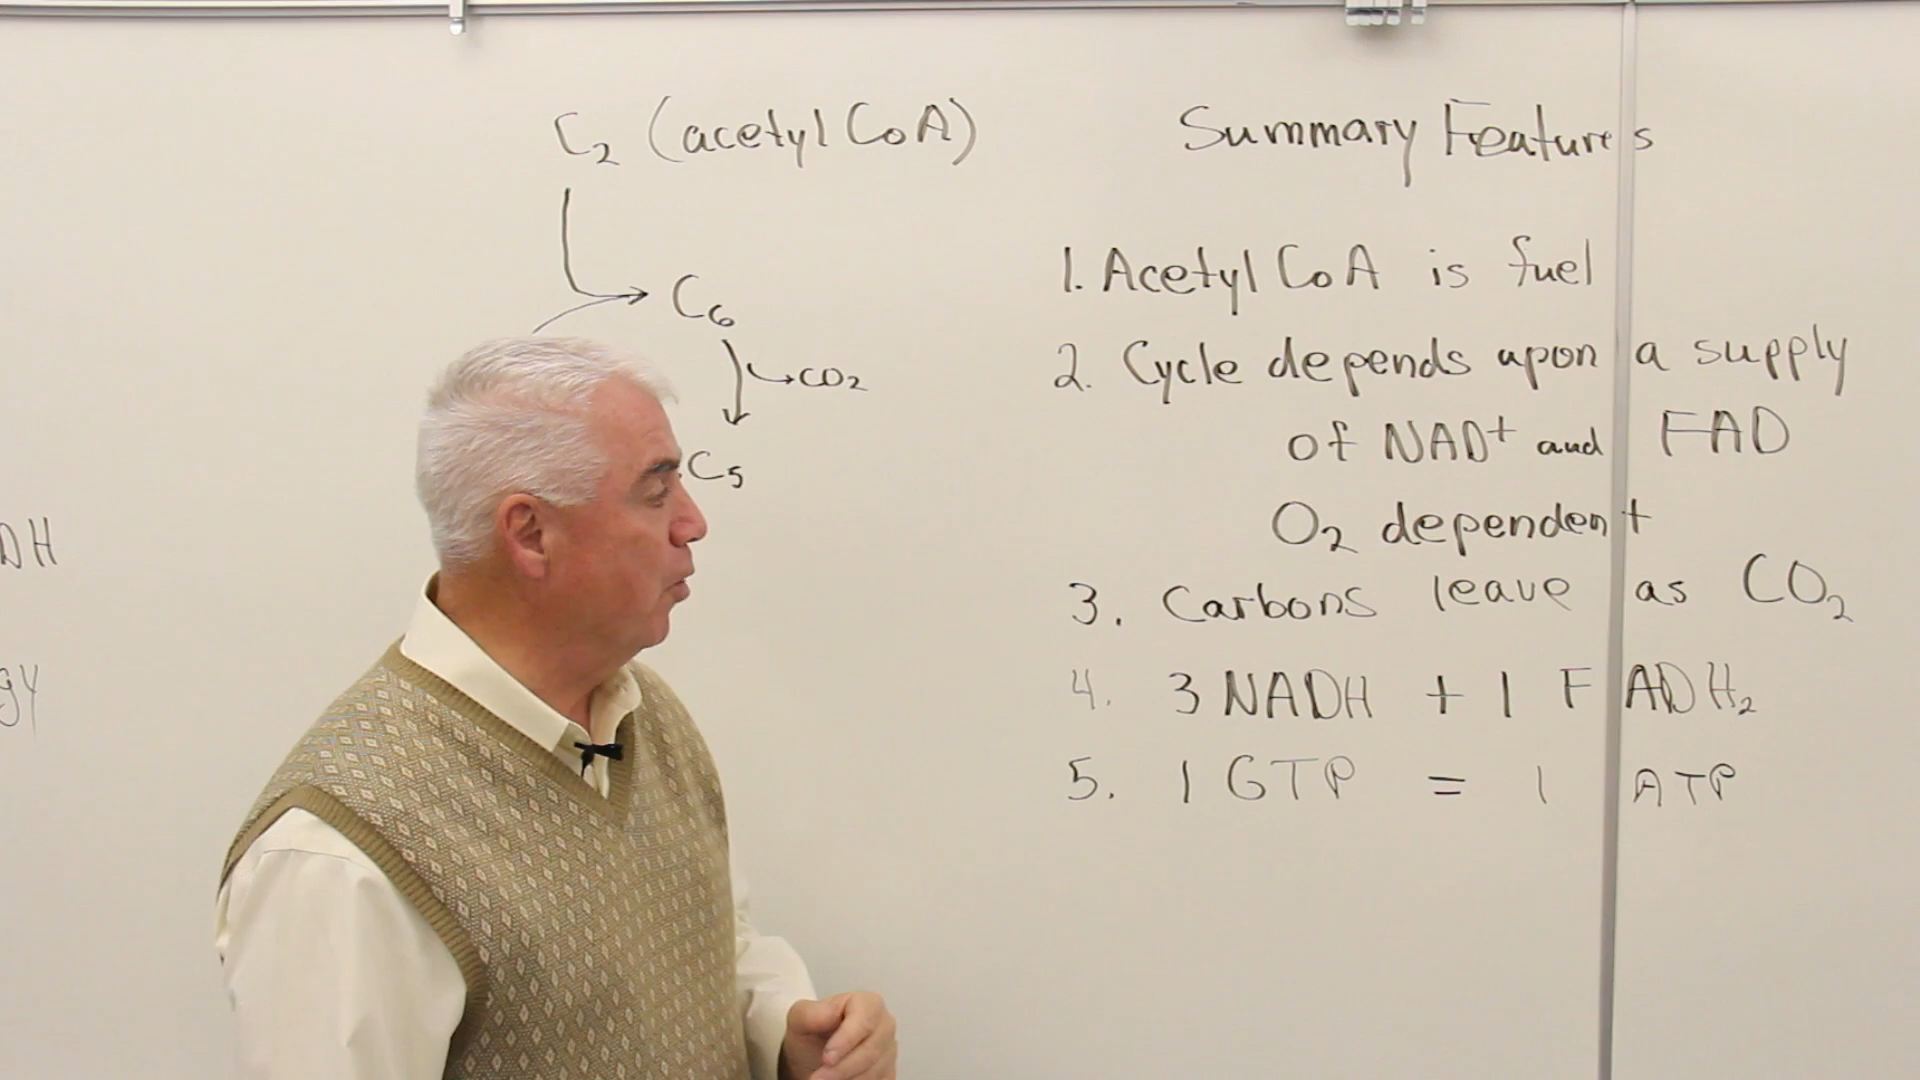 C₂ (acetyl CoA)
C₆
CO₂
C₅
Summary Features
1. Acetyl CoA is fuel
2. Cycle depends upon a supply
of NAD⁺ and FAD
O₂ dependent
3. Carbons leave as CO₂
4. 3 NADH + 1 FADH₂
5. 1 GTP = 1 ATP
DH
gy